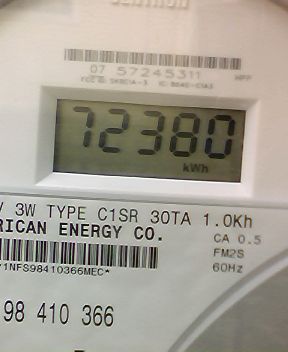 07 57245311
72380
kWh
V 3W TYPE C1SR 30TA 1.0Kh
RICAN ENERGY CO.
CA 0.5
FM2S
60Hz
1NFS98410366MEC*
98 410 366